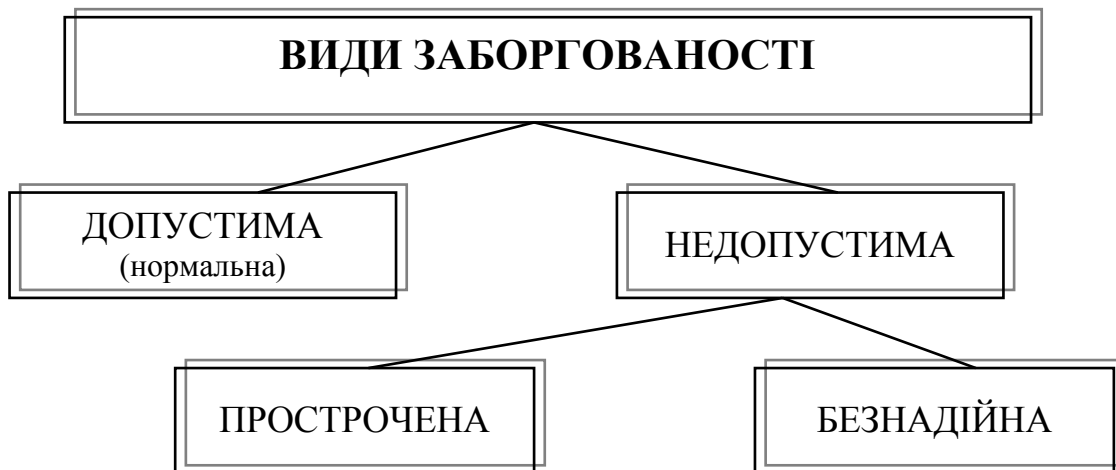 ВИДИ ЗАБОРГОВАНОСТІ
ДОПУСТИМА
(нормальна)
НЕДОПУСТИМА
ПРОСТРОЧЕНА
БЕЗНАДІЙНА